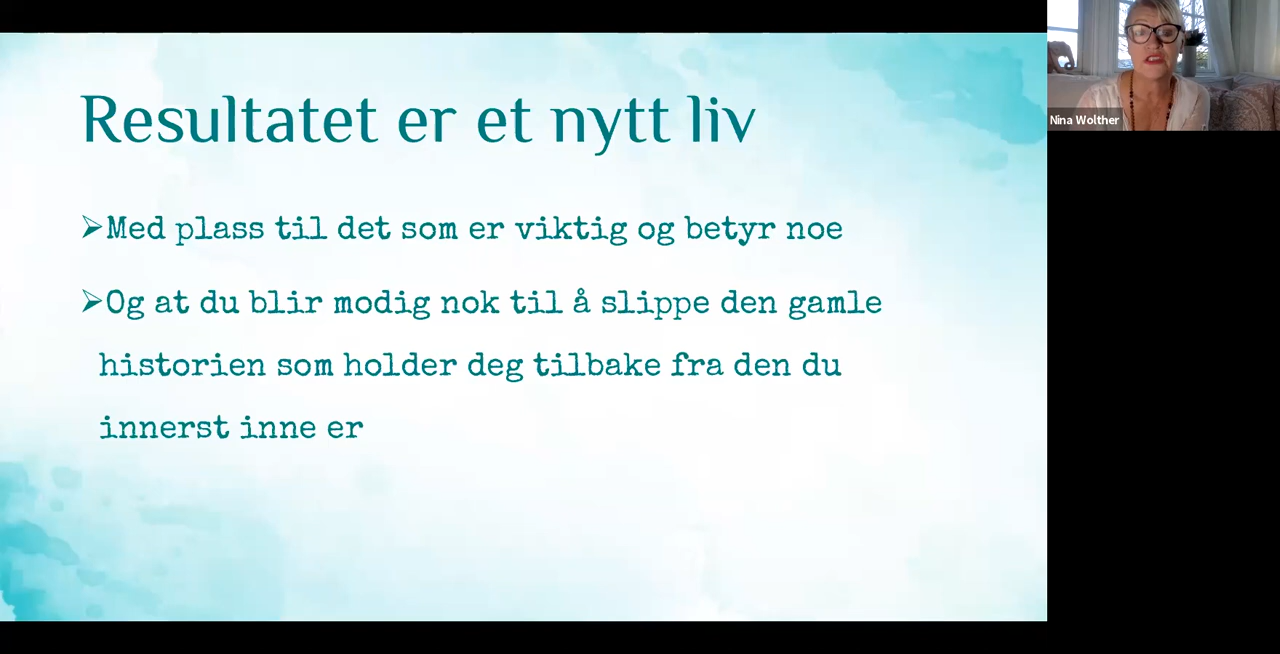 Resultatet er et nytt liv
➢Med plass til det som er viktig og betyr noe
➢Og at du blir modig nok til å slippe den gamle
historien som holder deg tilbake fra den du
innerst inne er
Nina Wolther